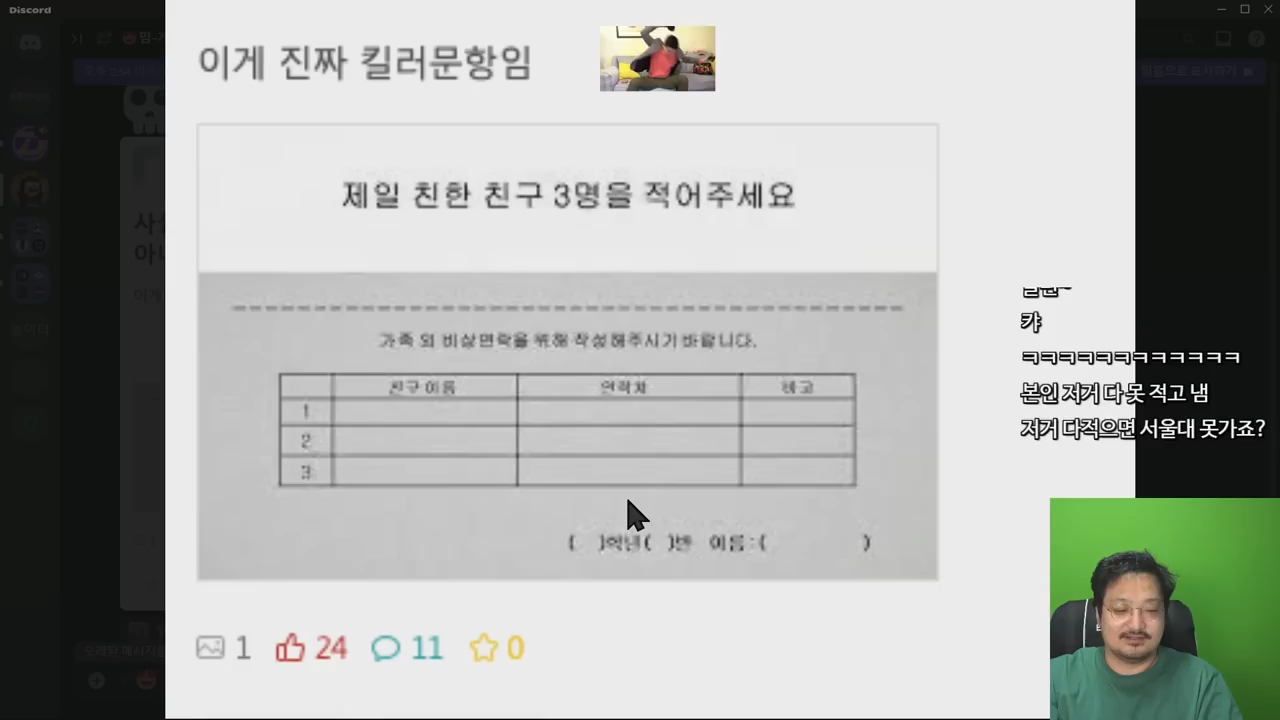 Discord
이게 진짜 킬러문항임
제일 친한 친구 3명을 적어주세요
가족 외 비상연락을 위해 작성해주시기 바랍니다.
친구이름 연락처 비고
1
2
3
( )학년( )반 이름:( )
1 24 11 0
캬
ㅋㅋㅋㅋㅋㅋㅋㅋㅋㅋㅋㅋ
본인 저거 다 못 적고 냄
저거 다적으면 서울대 못가죠?